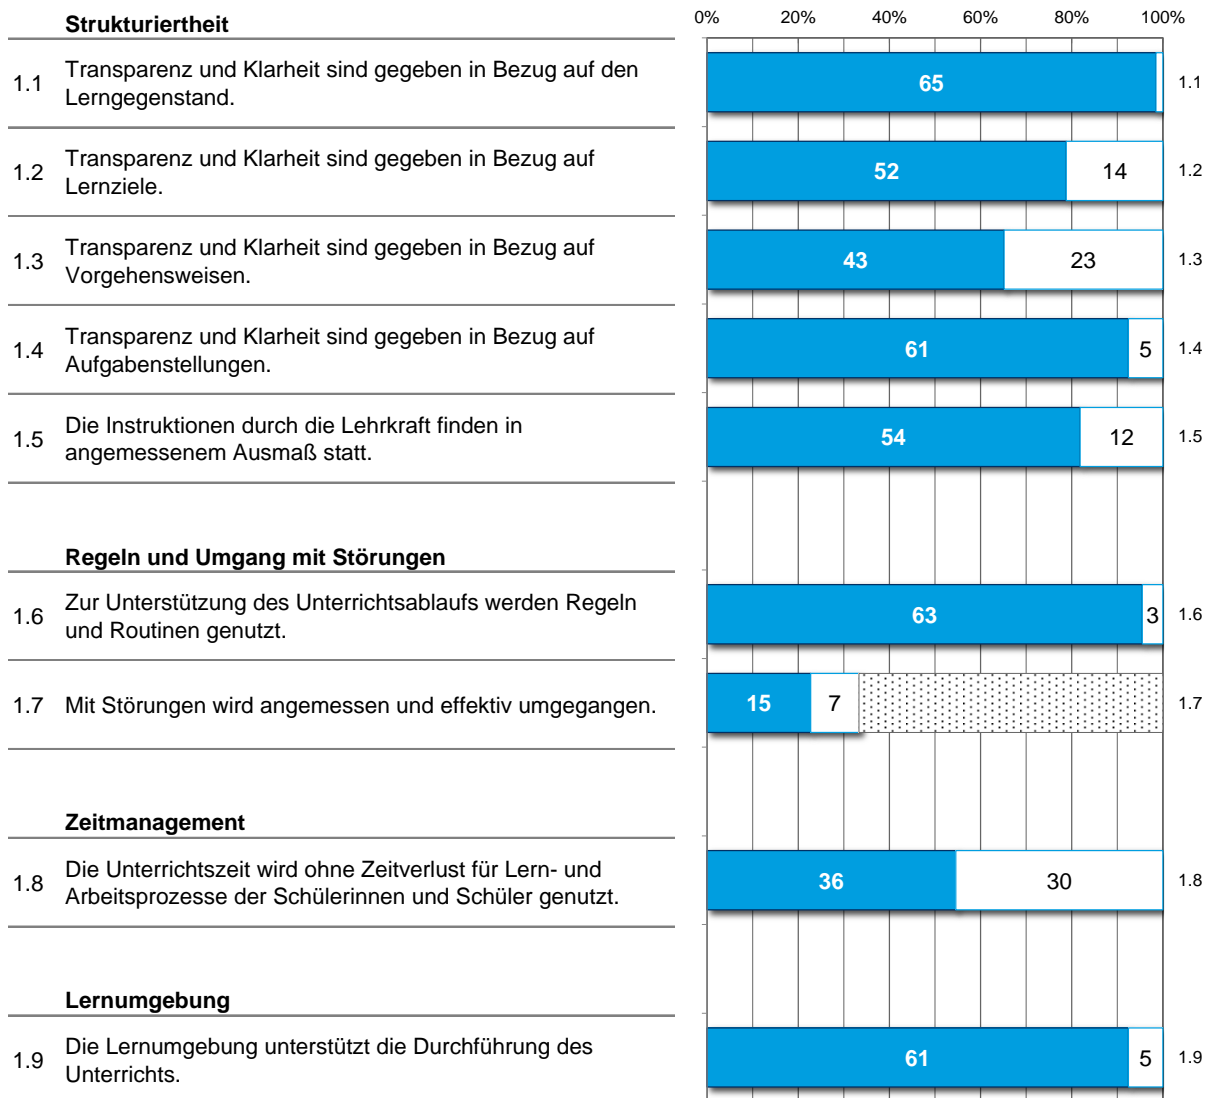 Strukturiertheit
0% 20% 40% 60% 80% 100%
1.1 Transparenz und Klarheit sind gegeben in Bezug auf den
Lerngegenstand.
65 1.1
1.2 Transparenz und Klarheit sind gegeben in Bezug auf
Lernziele.
52 14 1.2
1.3 Transparenz und Klarheit sind gegeben in Bezug auf
Vorgehensweisen.
43 23 1.3
1.4 Transparenz und Klarheit sind gegeben in Bezug auf
Aufgabenstellungen.
61 5 1.4
1.5 Die Instruktionen durch die Lehrkraft finden in
angemessenem Ausmaß statt.
54 12 1.5
Regeln und Umgang mit Störungen
1.6 Zur Unterstützung des Unterrichtsablaufs werden Regeln
und Routinen genutzt.
63 3 1.6
1.7 Mit Störungen wird angemessen und effektiv umgegangen.
15 7 1.7
Zeitmanagement
1.8 Die Unterrichtszeit wird ohne Zeitverlust für Lern- und
Arbeitsprozesse der Schülerinnen und Schüler genutzt.
36 30 1.8
Lernumgebung
1.9 Die Lernumgebung unterstützt die Durchführung des
Unterrichts.
61 5 1.9